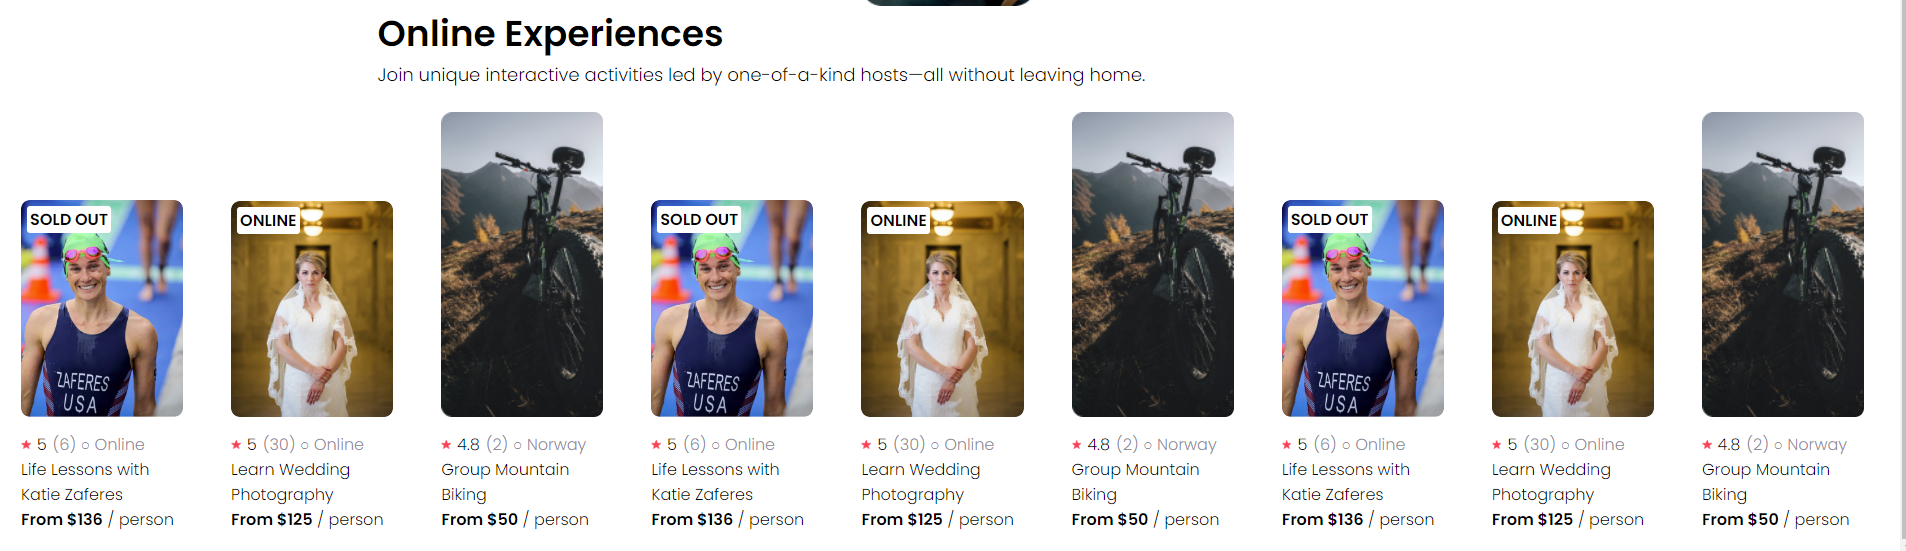 Online Experiences
Join unique interactive activities led by one-of-a-kind hosts—all without leaving home.
SOLD OUT
ZAFERES
USA
★ 5 (6) ○ Online
Life Lessons with
Katie Zaferes
From $136 / person
ONLINE
★ 5 (30) ○ Online
Learn Wedding
Photography
From $125 / person
★ 4.8 (2) ○ Norway
Group Mountain
Biking
From $50 / person
SOLD OUT
ZAFERES
USA
★ 5 (6) ○ Online
Life Lessons with
Katie Zaferes
From $136 / person
ONLINE
★ 5 (30) ○ Online
Learn Wedding
Photography
From $125 / person
★ 4.8 (2) ○ Norway
Group Mountain
Biking
From $50 / person
SOLD OUT
ZAFERES
USA
★ 5 (6) ○ Online
Life Lessons with
Katie Zaferes
From $136 / person
ONLINE
★ 5 (30) ○ Online
Learn Wedding
Photography
From $125 / person
★ 4.8 (2) ○ Norway
Group Mountain
Biking
From $50 / person